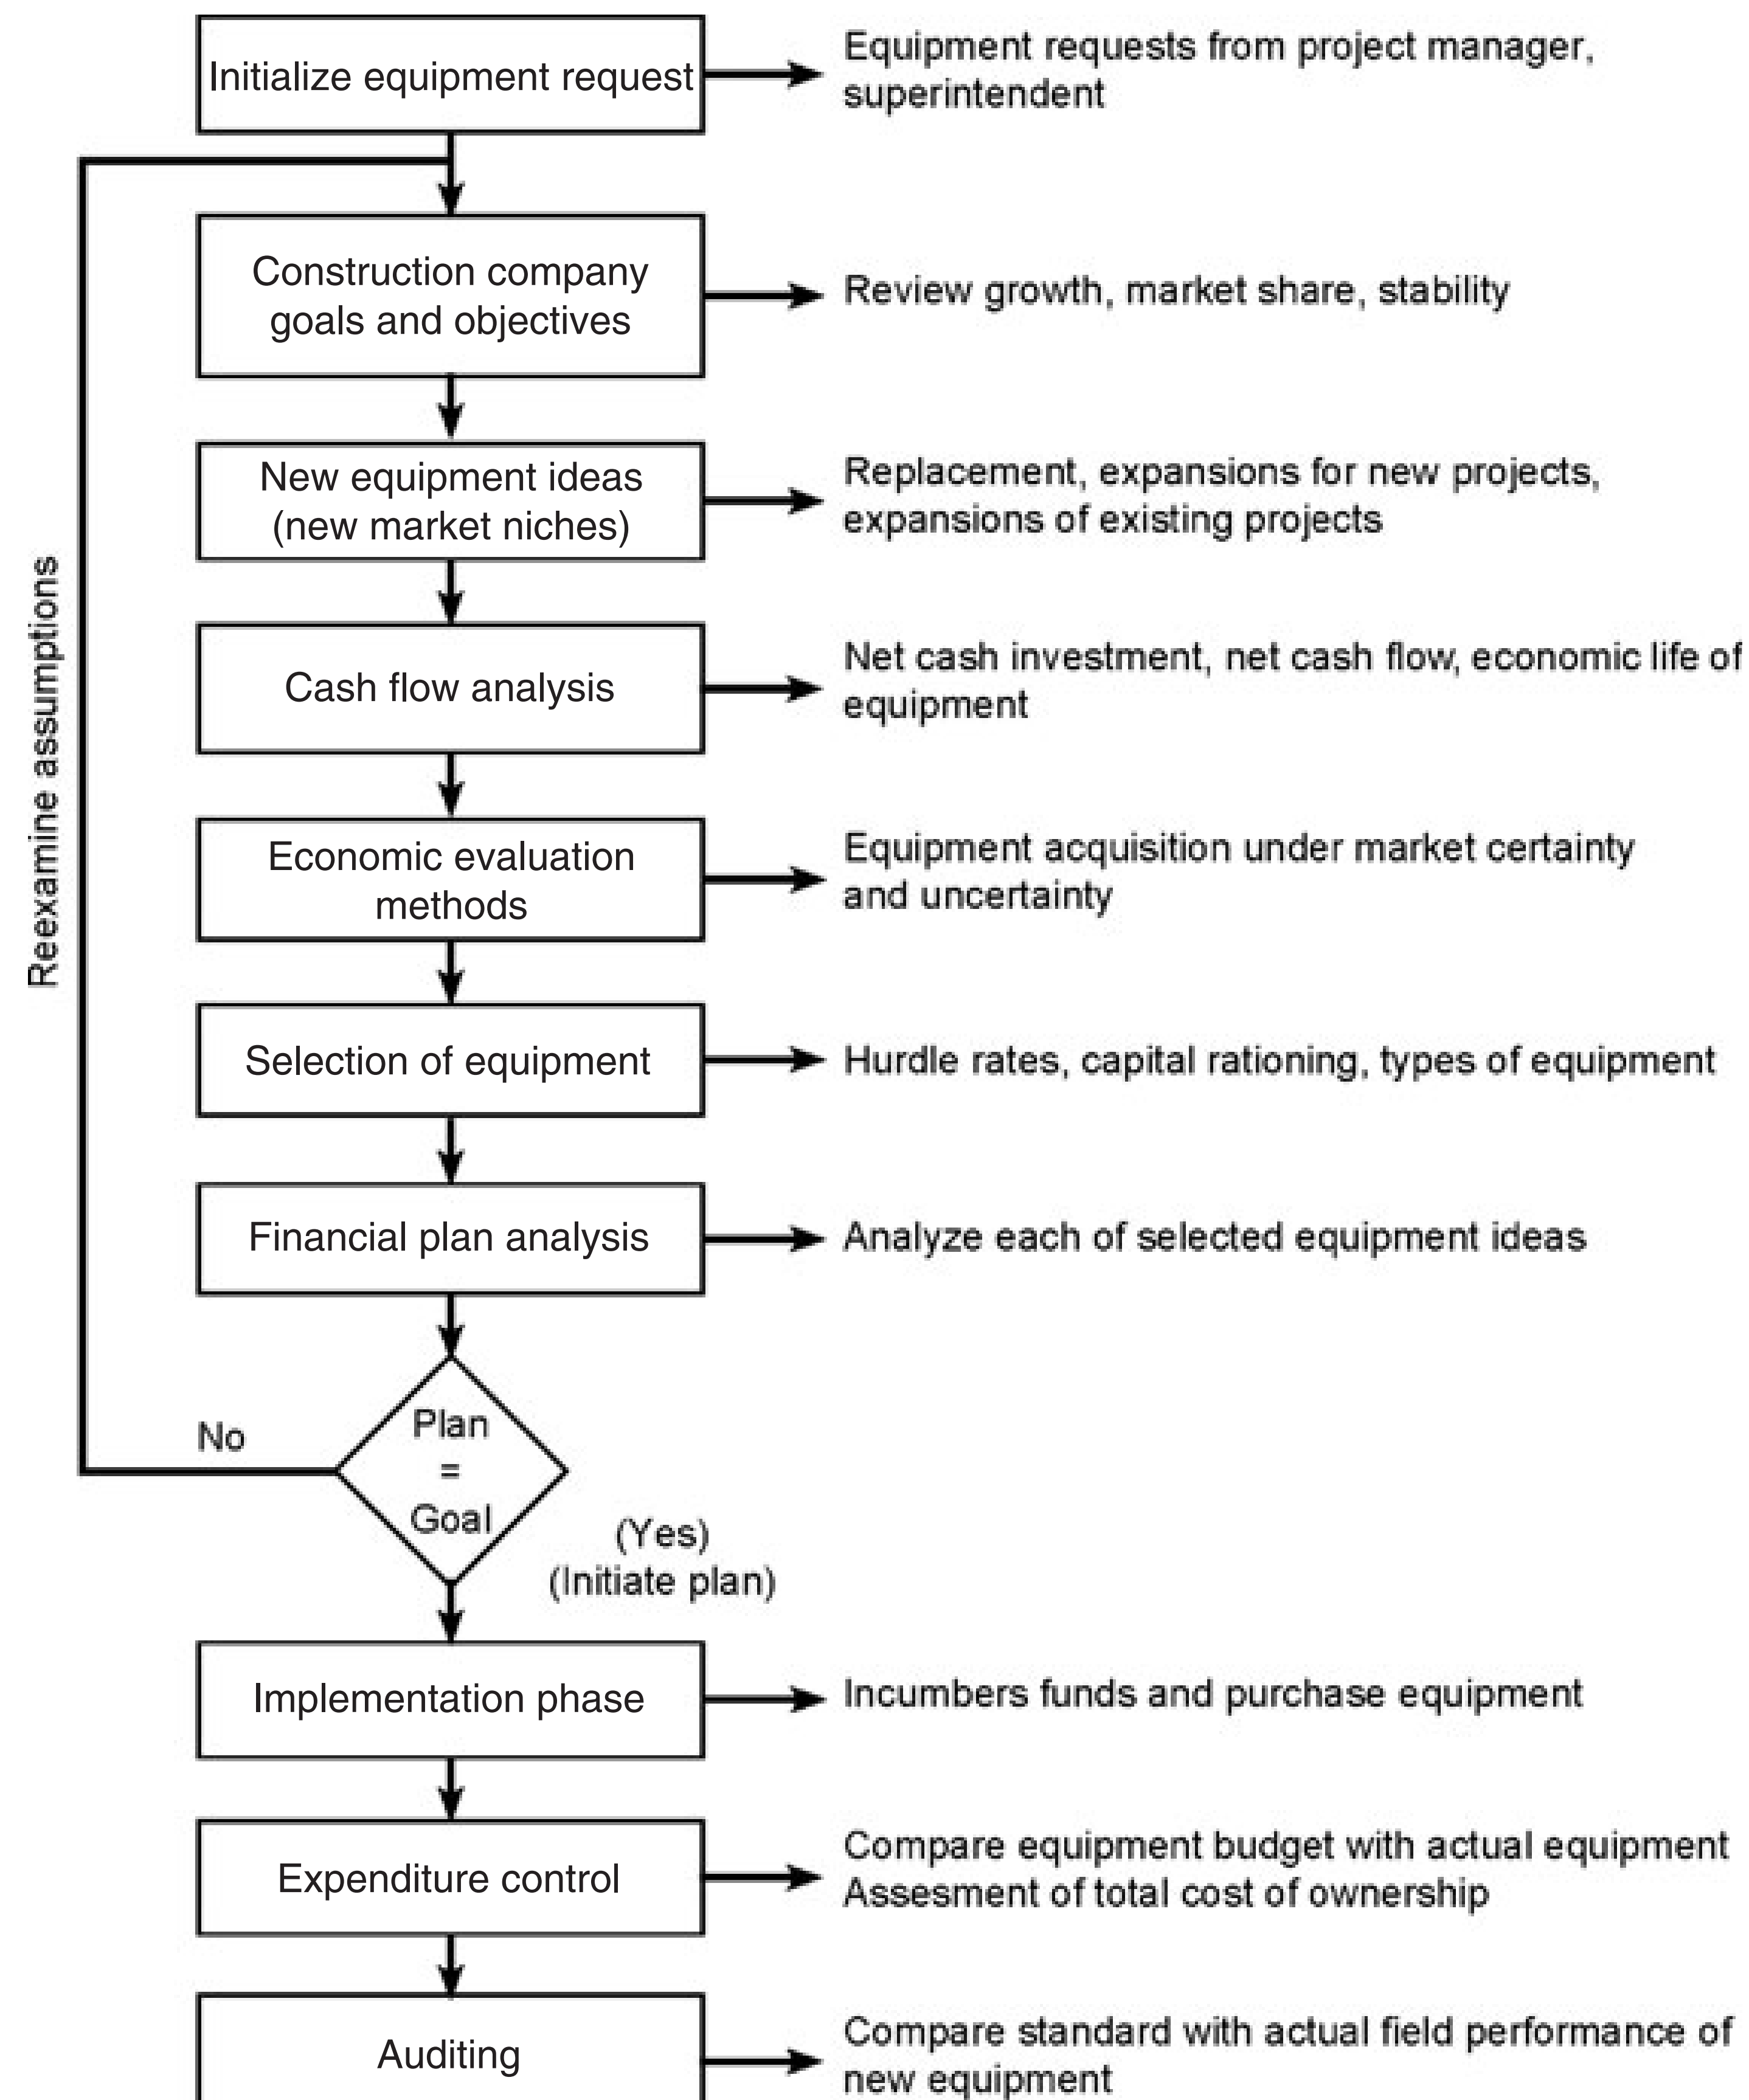 Initialize equipment request
Equipment requests from project manager,
superintendent
Construction company
goals and objectives
Review growth, market share, stability
New equipment ideas
(new market niches)
Replacement, expansions for new projects,
expansions of existing projects
Cash flow analysis
Net cash investment, net cash flow, economic life of
equipment
Reexamine assumptions
Economic evaluation
methods
Equipment acquisition under market certainty
and uncertainty
Selection of equipment
Hurdle rates, capital rationing, types of equipment
Financial plan analysis
Analyze each of selected equipment ideas
No
Plan
=
Goal
(Yes)
(Initiate plan)
Implementation phase
Incumbers funds and purchase equipment
Expenditure control
Compare equipment budget with actual equipment
Assesment of total cost of ownership
Auditing
Compare standard with actual field performance of
new equipment